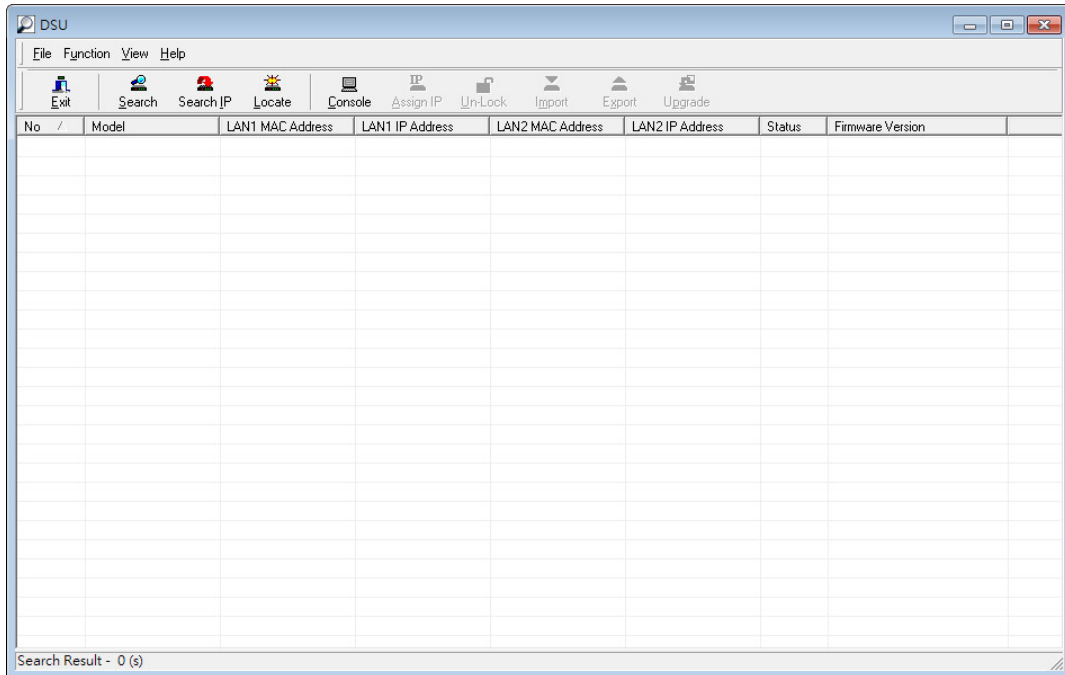 DSU
File Function View Help
IP
Exit Search Search IP Locate Console Assign IP Un-Lock Import Export Upgrade
No / Model LAN1 MAC Address LAN1 IP Address LAN2 MAC Address LAN2 IP Address Status Firmware Version
Search Result - 0 (s)